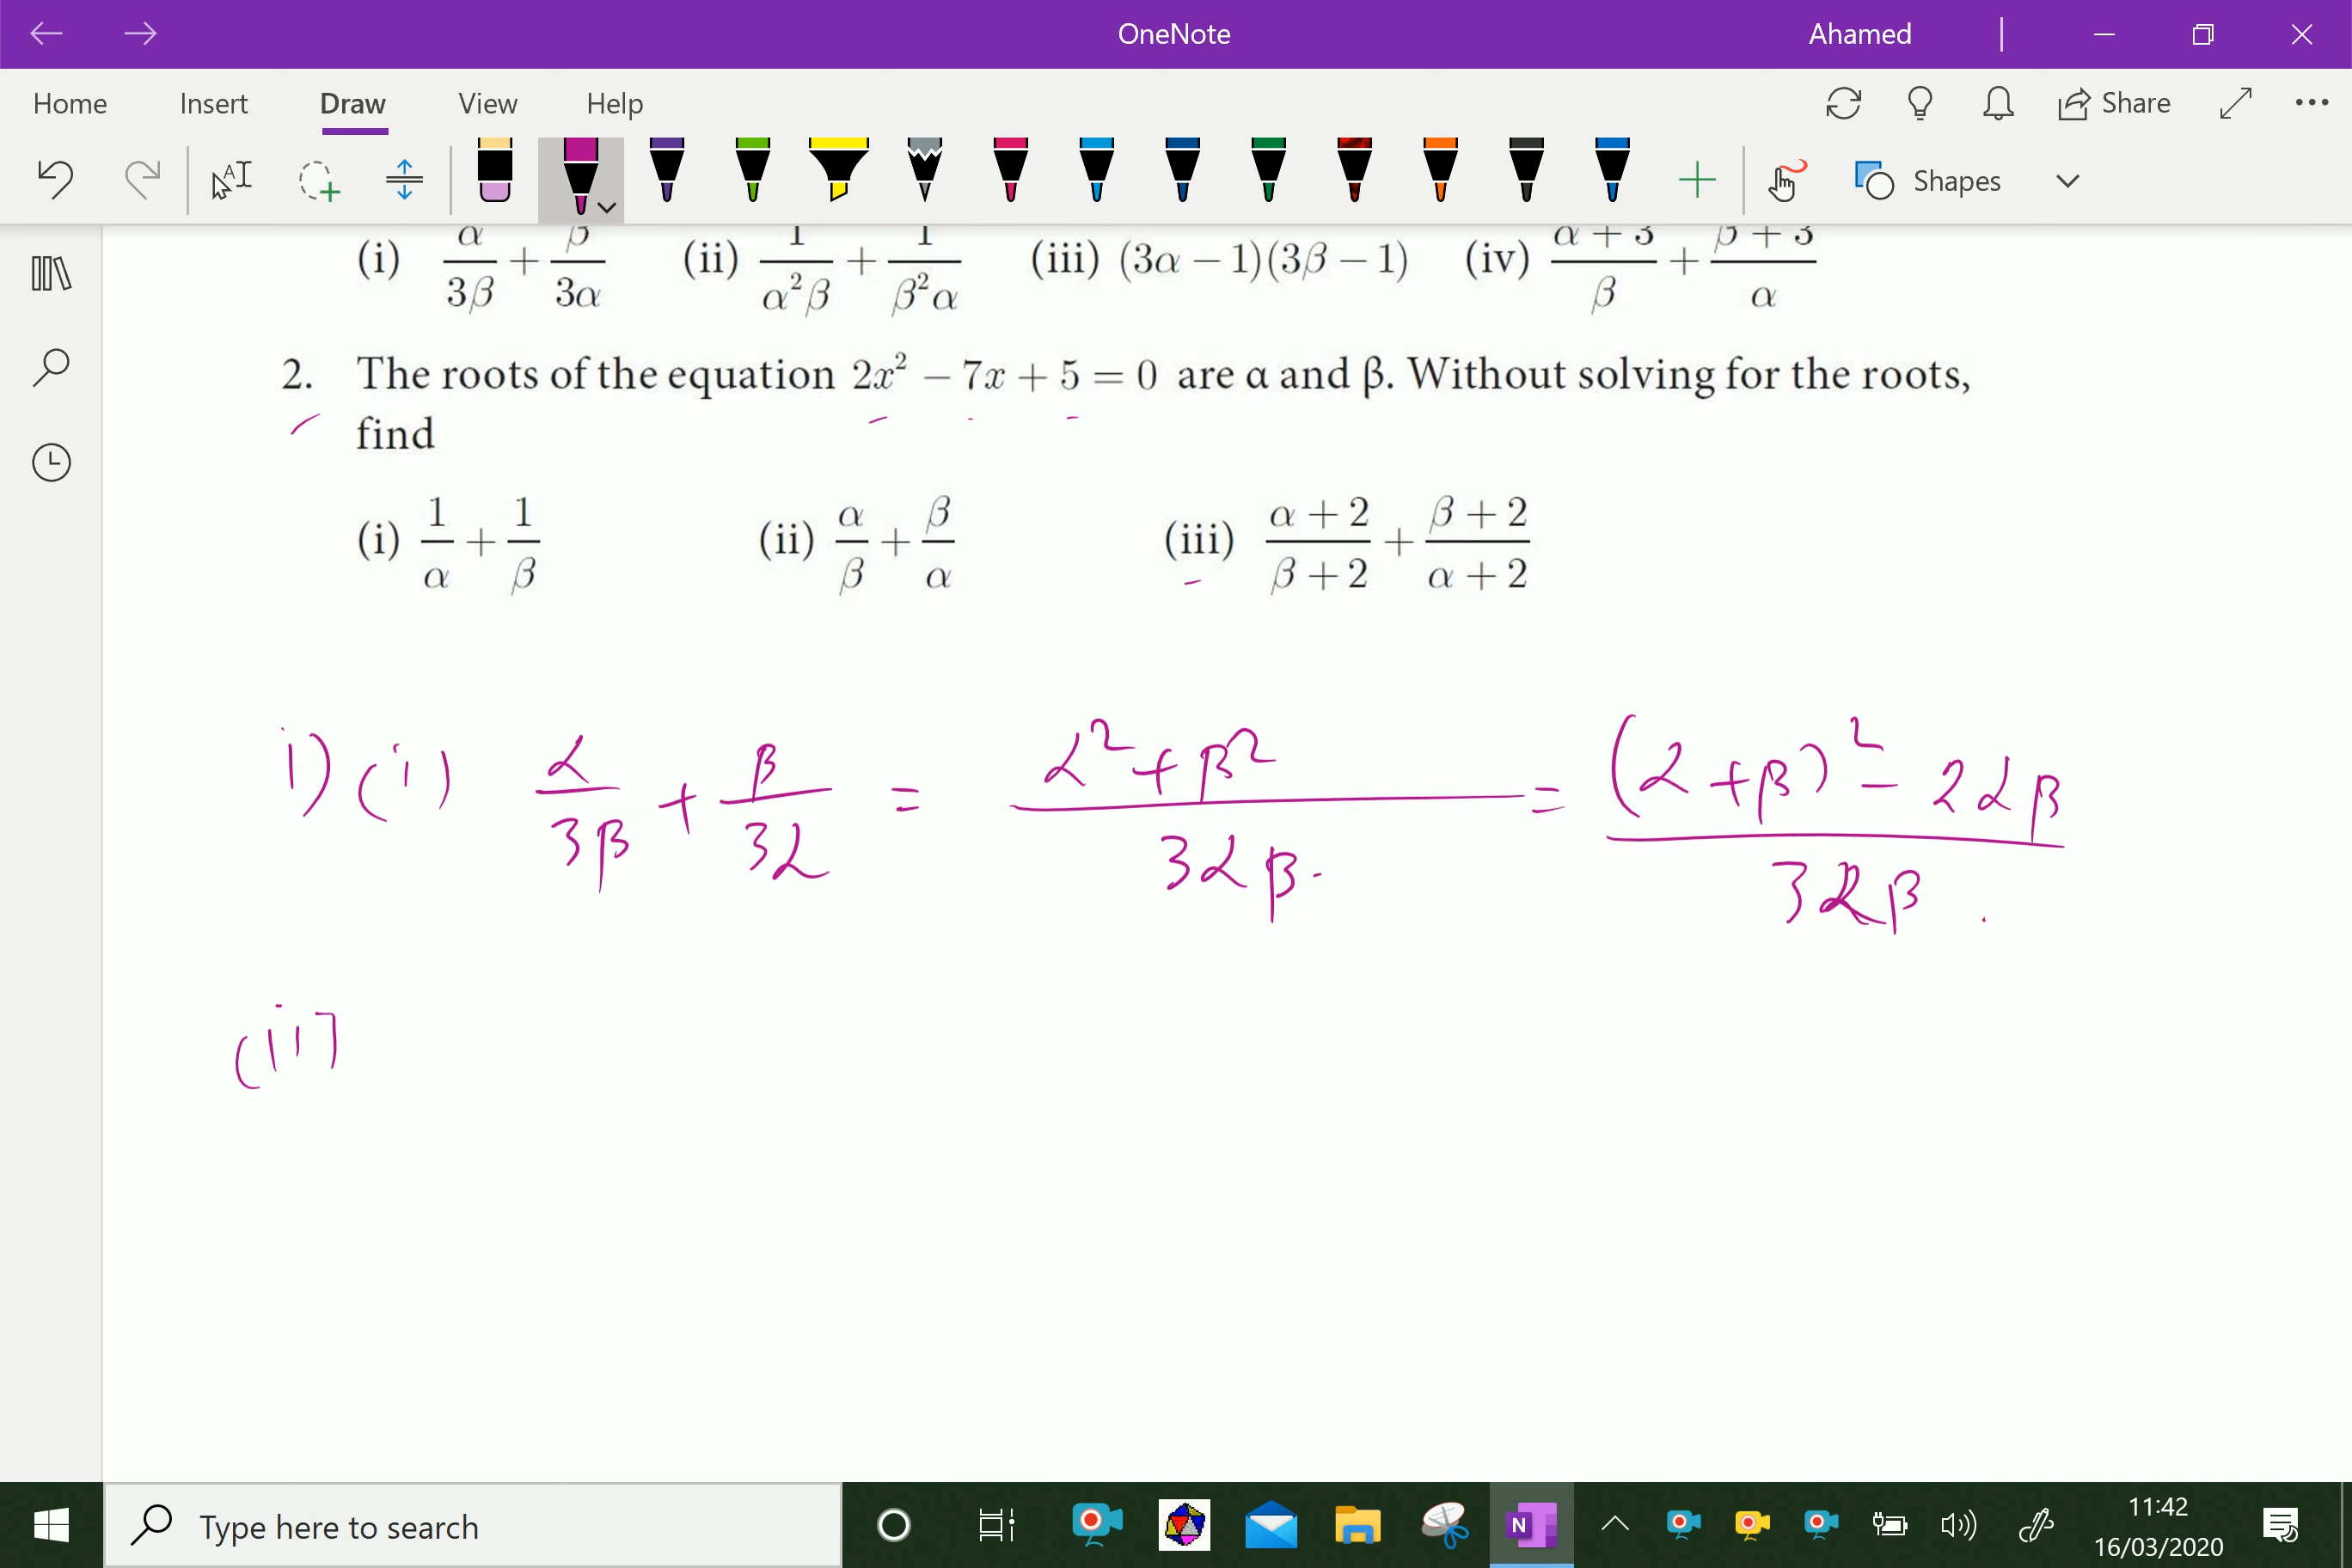 OneNote Ahamed
Home Insert Draw View Help Share
Shapes
(i) α/3β + β/3α (ii) 1/α²β + 1/β²α (iii) (3α − 1)(3β − 1) (iv) (α + 3)/β + (β + 3)/α
2. The roots of the equation 2x² − 7x + 5 = 0 are α and β. Without solving for the roots,
find
(i) 1/α + 1/β (ii) α/β + β/α (iii) (α + 2)/(β + 2) + (β + 2)/(α + 2)
1) (i) α/3β + β/3α = (α² + β²)/3αβ. = ((α + β)² − 2αβ)/3αβ.
(ii)
Type here to search
N
11:42
16/03/2020